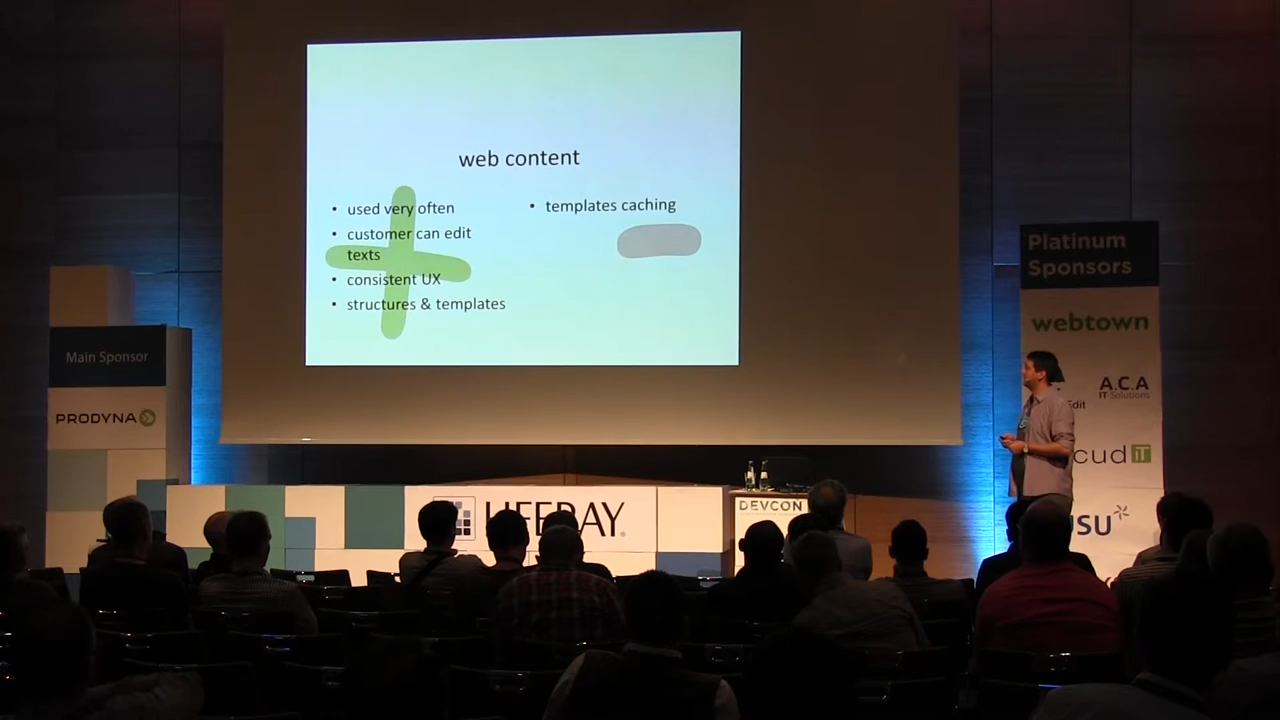 web content
• used very often
• customer can edit
texts
• consistent UX
• structures & templates
• templates caching
Platinum
Sponsors
webtown
Main Sponsor
PRODYNA
A.C.A
IT-Solutions
Edit
cud iT
LIFERAY.
DEVCON
USU